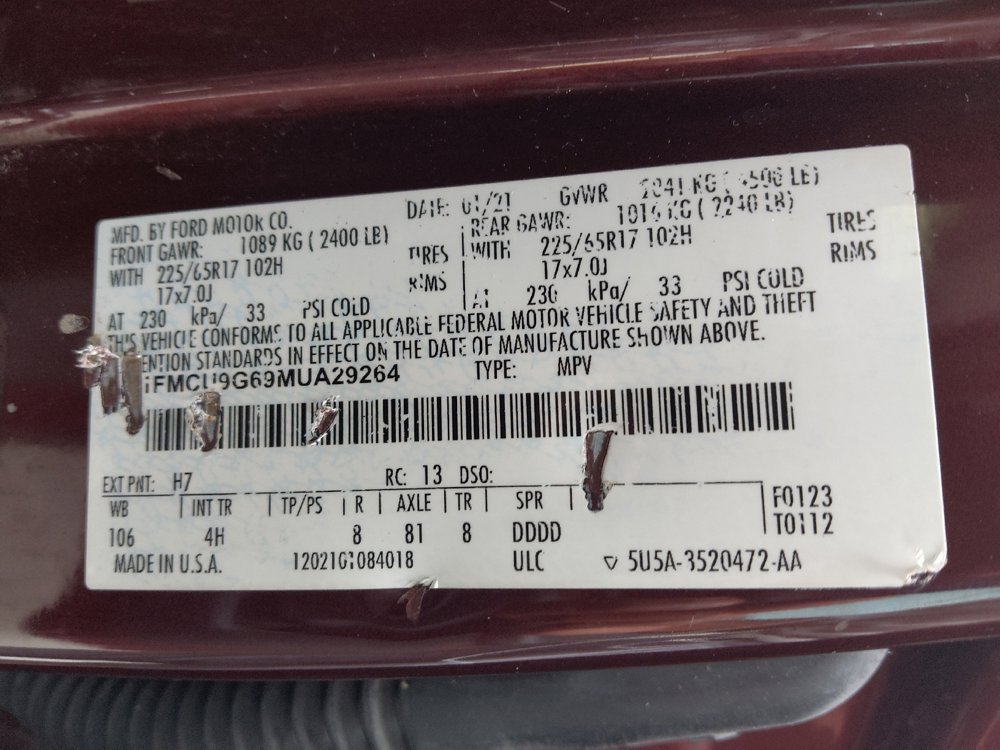 MFD. BY FORD MOTOR CO. DATE: 01/21 GVWR 2041 KG ( 4500 LB)
FRONT GAWR: 1089 KG ( 2400 LB) REAR GAWR: 1016 KG ( 2240 LB)
WITH 225/65R17 102H TIRES WITH 225/65R17 102H TIRES
17x7.0J RIMS 17x7.0J RIMS
AT 230 kPa/ 33 PSI COLD AT 230 kPa/ 33 PSI COLD
THIS VEHICLE CONFORMS TO ALL APPLICABLE FEDERAL MOTOR VEHICLE SAFETY AND THEFT
ENTION STANDARDS IN EFFECT ON THE DATE OF MANUFACTURE SHOWN ABOVE.
1FMCU9G69MUA29264 TYPE: MPV
EXT PNT: H7 RC: 13 DSO:
WB INT TR TP/PS R AXLE TR SPR F0123
106 4H 8 81 8 DDDD T0112
MADE IN U.S.A. 1202101084018 ULC ▽ 5U5A-3520472-AA